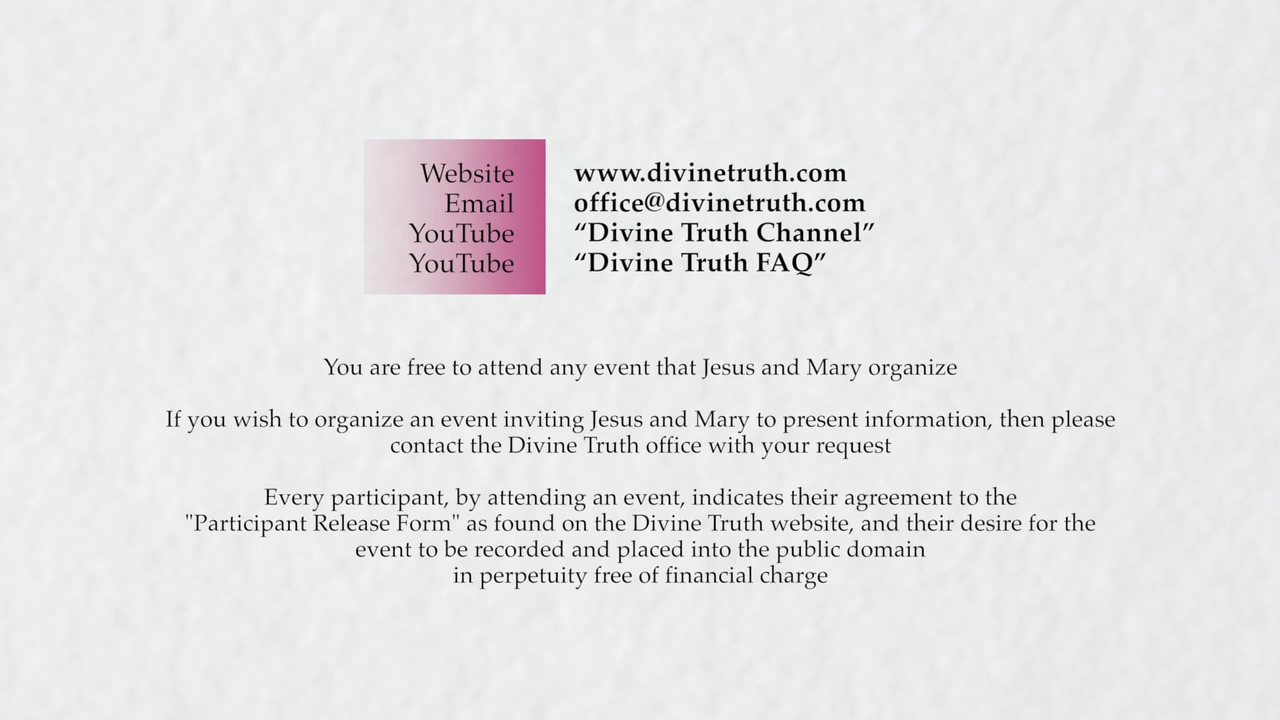 Website www.divinetruth.com
Email office@divinetruth.com
YouTube “Divine Truth Channel”
YouTube “Divine Truth FAQ”
You are free to attend any event that Jesus and Mary organize
If you wish to organize an event inviting Jesus and Mary to present information, then please
contact the Divine Truth office with your request
Every participant, by attending an event, indicates their agreement to the
"Participant Release Form" as found on the Divine Truth website, and their desire for the
event to be recorded and placed into the public domain
in perpetuity free of financial charge